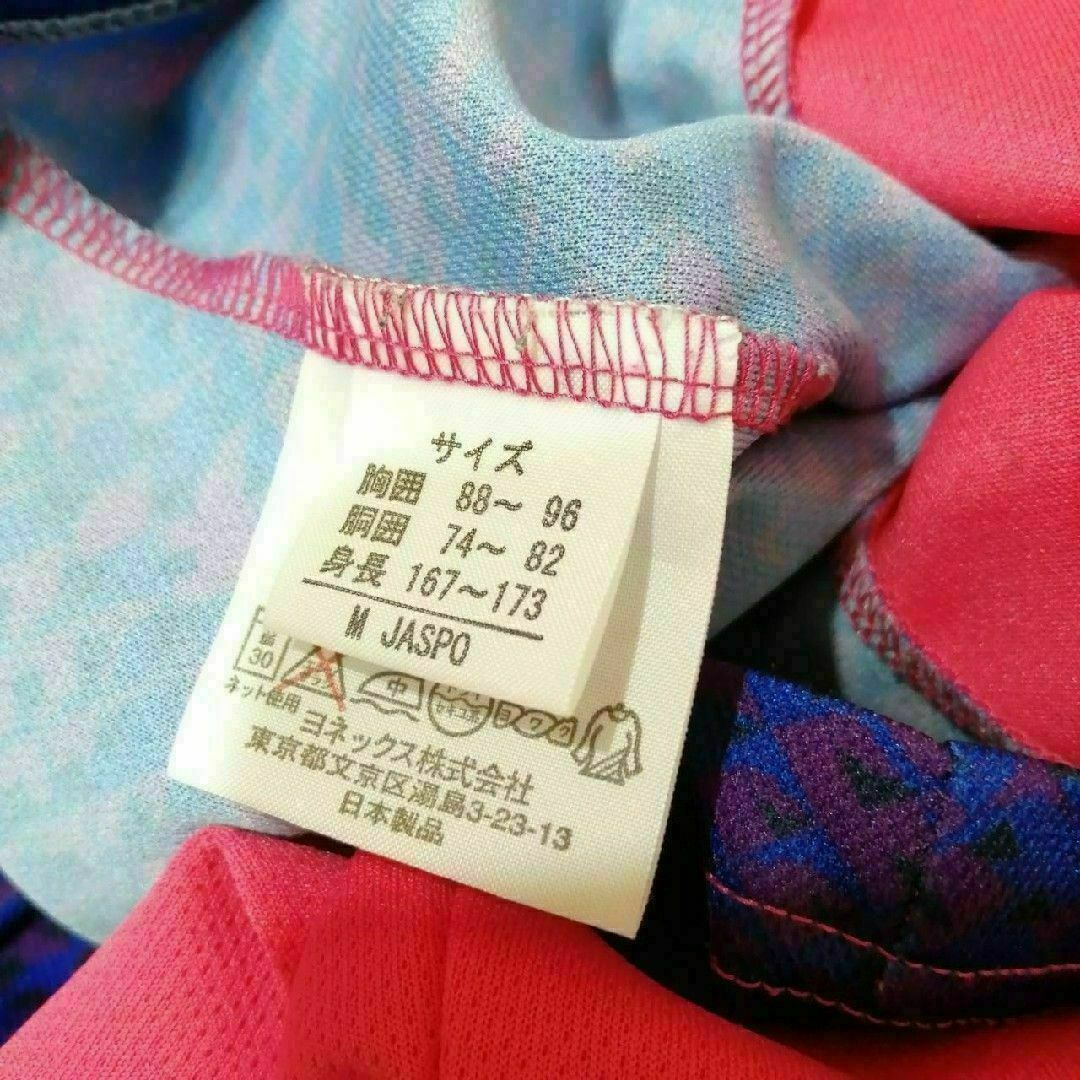 サイズ
胸囲 88～ 96
胴囲 74～ 82
身長 167～173
M JASPO
30
中
ネット使用
ヨネックス株式会社
東京都文京区湯島3-23-13
日本製品